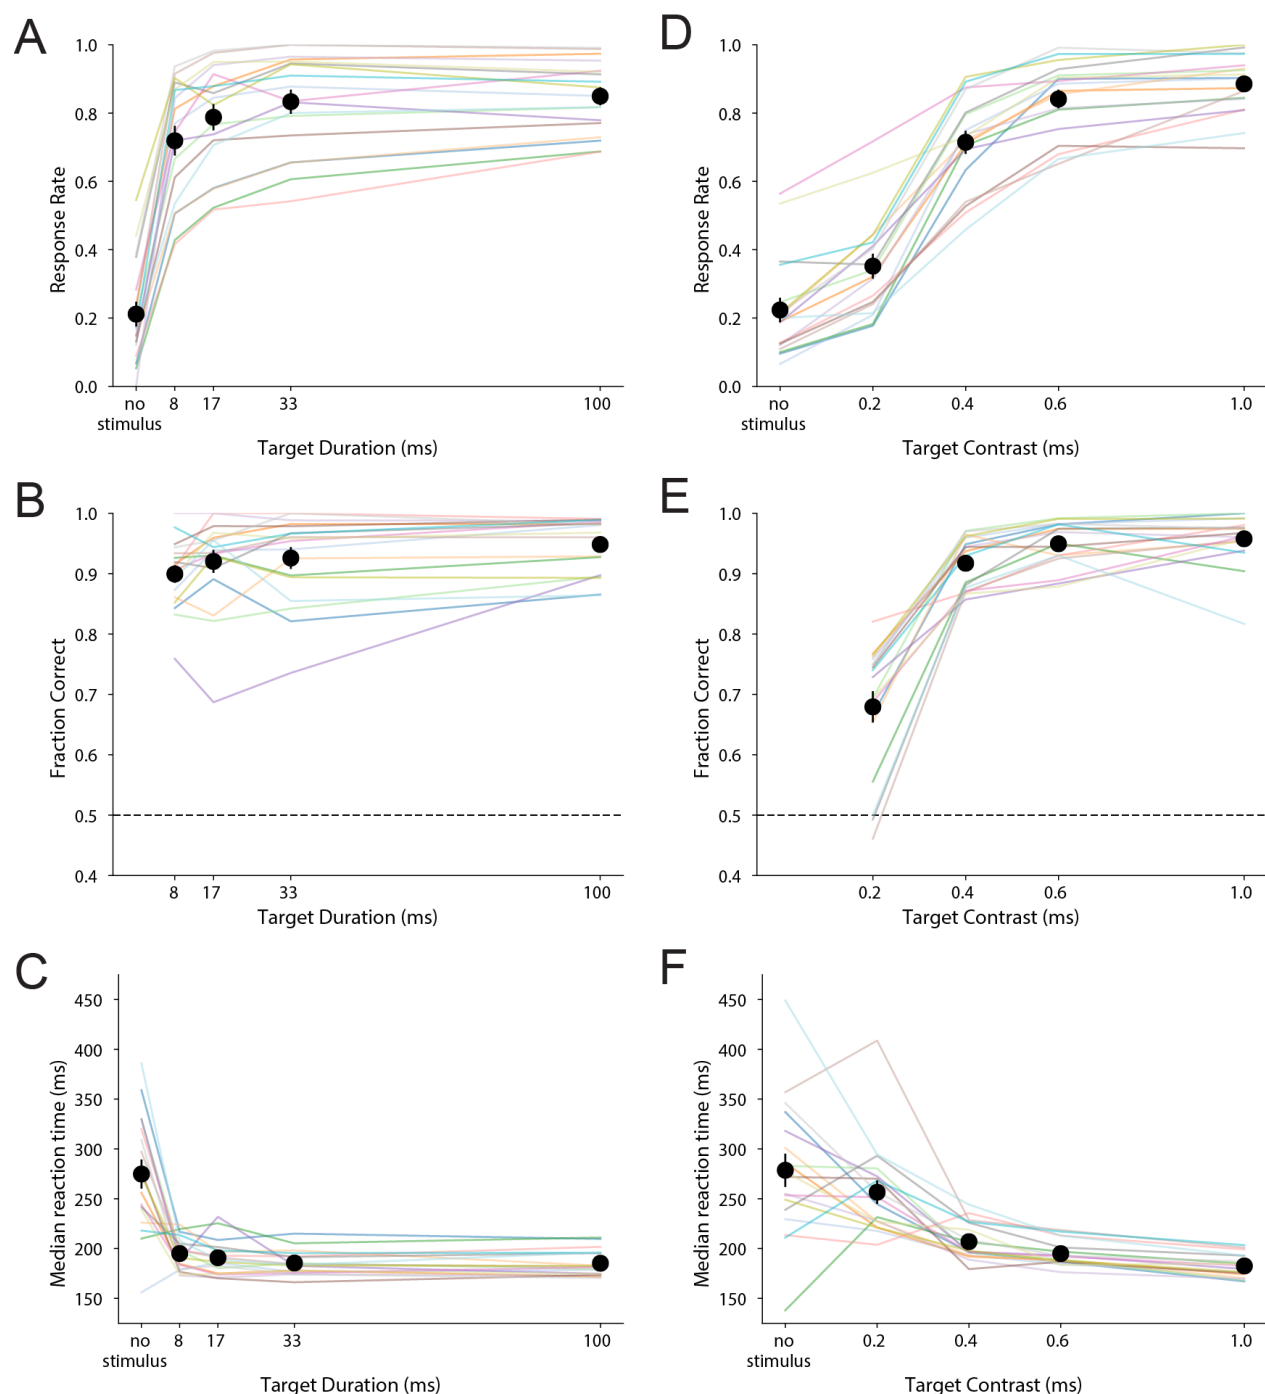 A
1.0
0.8
0.6
0.4
0.2
0.0
Response Rate
no stimulus
8
17
33
100
Target Duration (ms)
D
1.0
0.8
0.6
0.4
0.2
0.0
Response Rate
no stimulus
0.2
0.4
0.6
1.0
Target Contrast (ms)
B
1.0
0.9
0.8
0.7
0.6
0.5
0.4
Fraction Correct
8
17
33
100
Target Duration (ms)
E
1.0
0.9
0.8
0.7
0.6
0.5
0.4
Fraction Correct
0.2
0.4
0.6
1.0
Target Contrast (ms)
C
450
400
350
300
250
200
150
Median reaction time (ms)
no stimulus
8
17
33
100
Target Duration (ms)
F
450
400
350
300
250
200
150
Median reaction time (ms)
no stimulus
0.2
0.4
0.6
1.0
Target Contrast (ms)